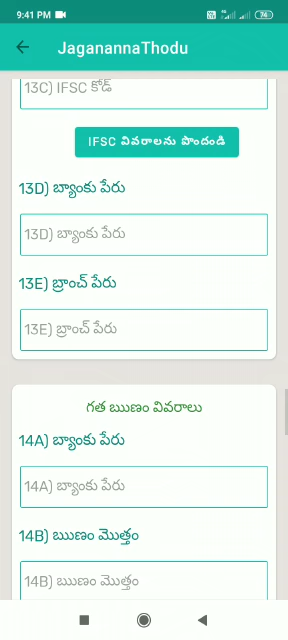 9:41 PM
74
JaganannaThodu
13C) IFSC కోడ్
IFSC వివరాలను పొందండి
13D) బ్యాంకు పేరు
13D) బ్యాంకు పేరు
13E) బ్రాంచ్ పేరు
13E) బ్రాంచ్ పేరు
గత ఋణం వివరాలు
14A) బ్యాంకు పేరు
14A) బ్యాంకు పేరు
14B) ఋణం మొత్తం
14B) ఋణం మొత్తం